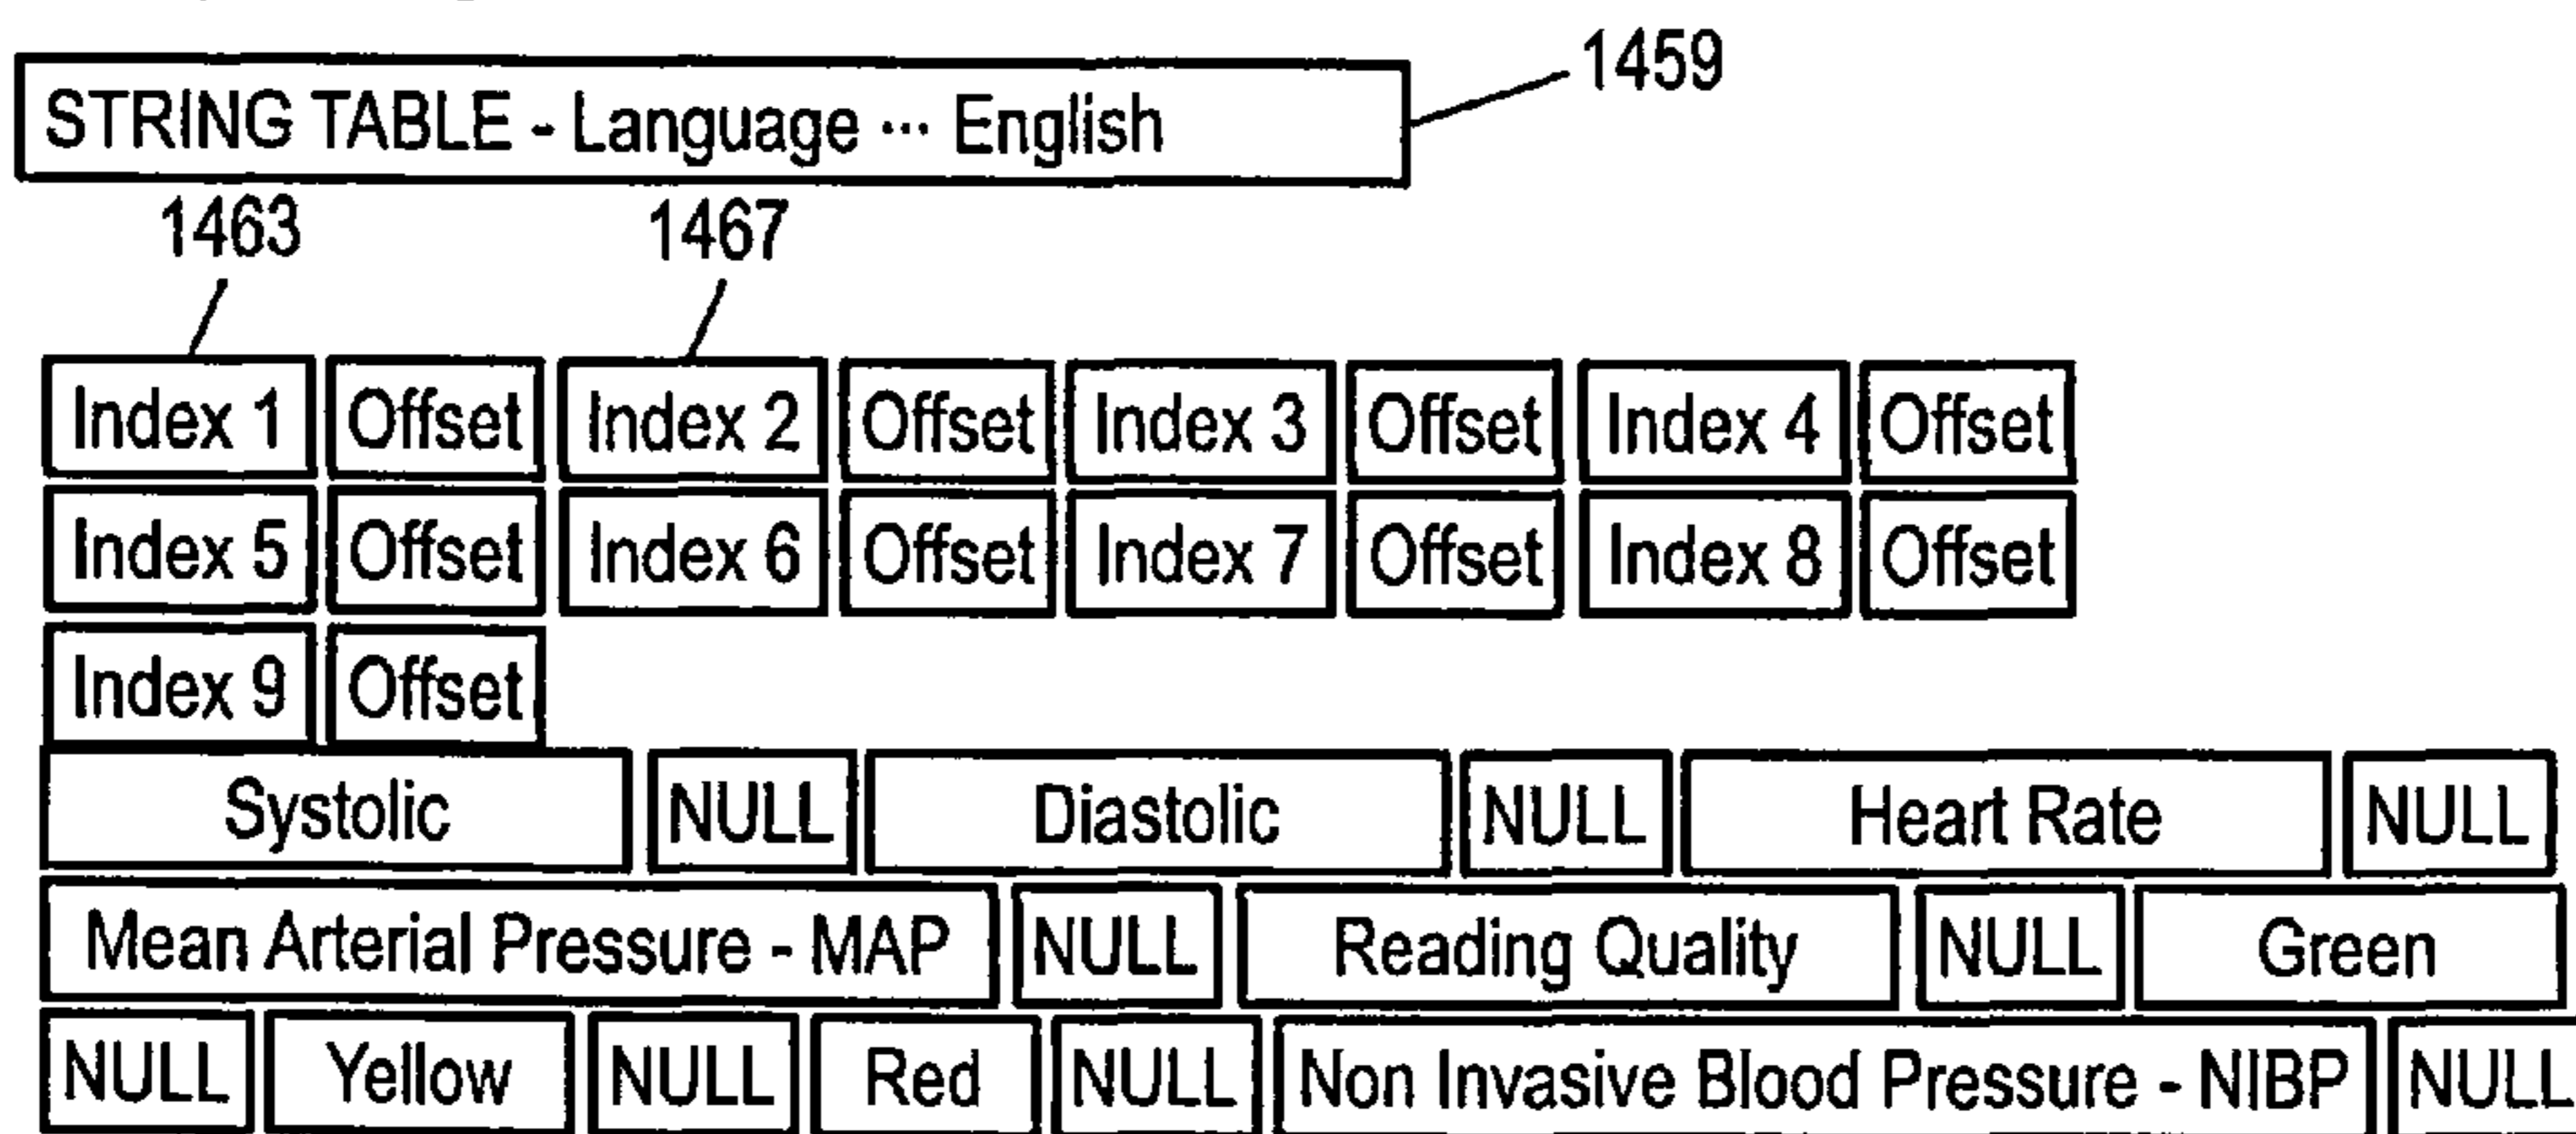 1459
STRING TABLE - Language ... English
1463 1467
Index 1 Offset Index 2 Offset Index 3 Offset Index 4 Offset
Index 5 Offset Index 6 Offset Index 7 Offset Index 8 Offset
Index 9 Offset
Systolic NULL Diastolic NULL Heart Rate NULL
Mean Arterial Pressure - MAP NULL Reading Quality NULL Green
NULL Yellow NULL Red NULL Non Invasive Blood Pressure - NIBP NULL